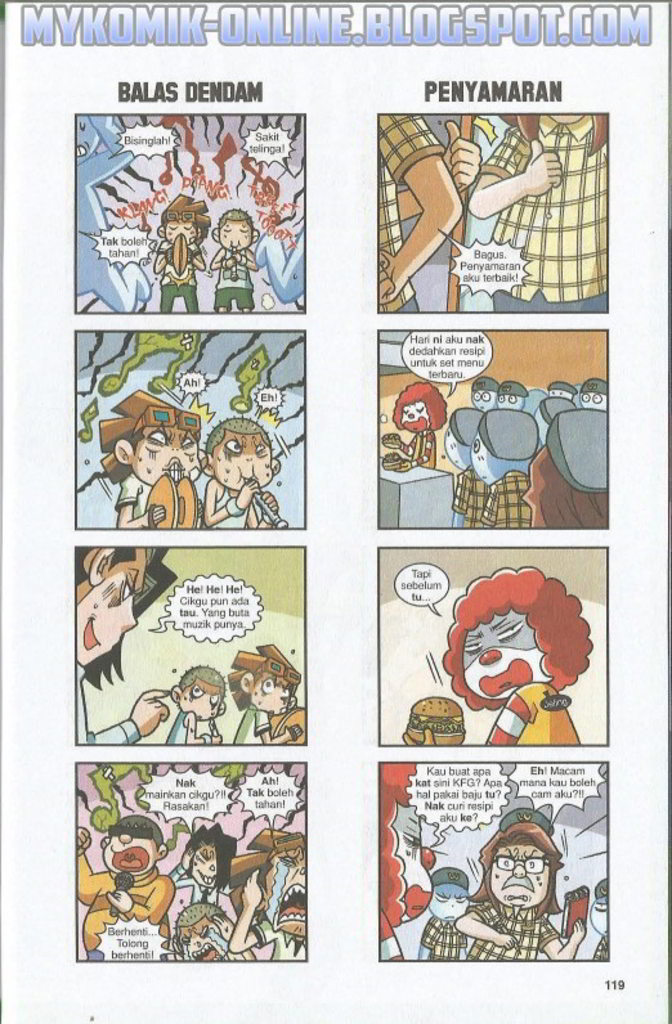 MYKOMIK-ONLINE.BLOGSPOT.COM
BALAS DENDAM
Bisinglah!
Sakit
telinga!
KLANG!
PIANG!
TOOOTT
Tak boleh
tahan!
Ah!
Eh!
He! He! He!
Cikgu pun ada
tau. Yang buta
muzik punya.
Nak
mainkan cikgu?!!
Rasakan!
Ah!
Tak boleh
tahan!
Berhenti...
Tolong
berhenti!
PENYAMARAN
Bagus.
Penyamaran
aku terbaik!
Hari ni aku nak
dedahkan resipi
untuk set menu
terbaru.
Tapi
sebelum
tu...
Kau buat apa
kat sini KFG? Apa
hal pakai baju tu?
Nak curi resipi
aku ke?
Eh! Macam
mana kau boleh
cam aku?!!
119